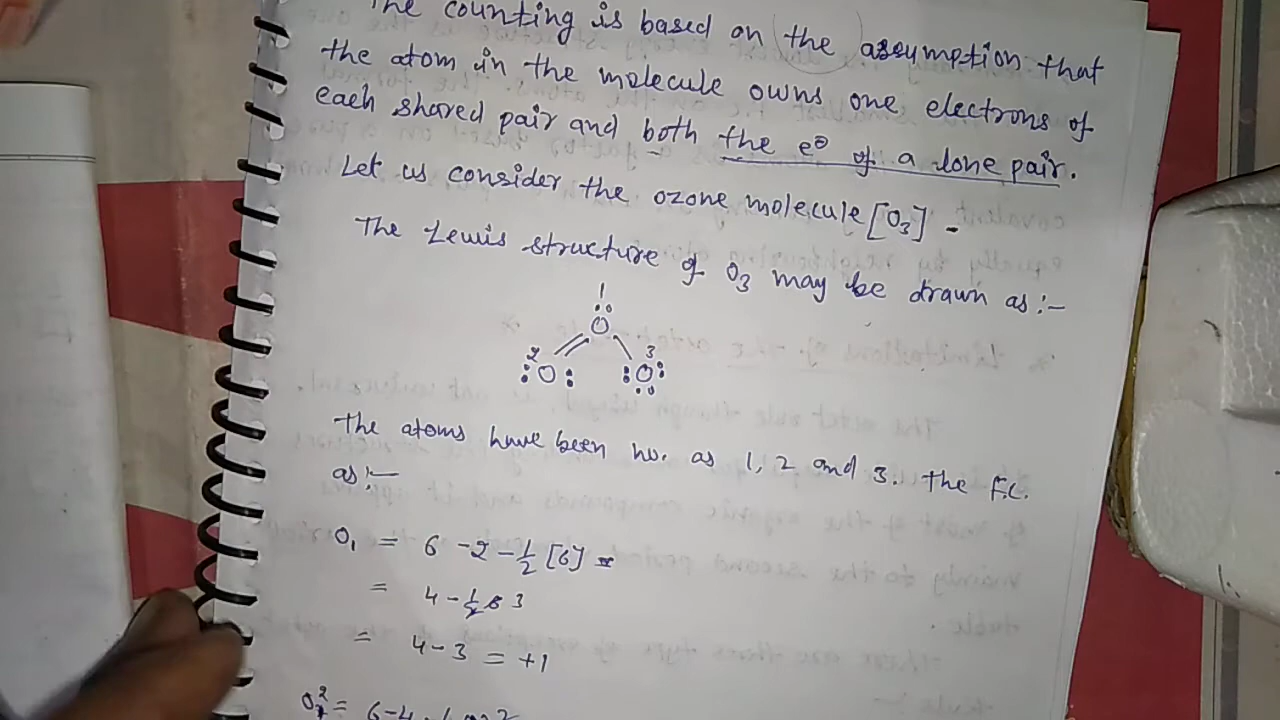 The counting is based on the assumption that
the atom in the molecule owns one electrons of
each shared pair and both the e⊖ of a lone pair.
Let us consider the ozone molecule [O3] -
The Lewis structure of O3 may be drawn as :-
1
O
2
3
O
O
The atoms have been no. as 1, 2 and 3. The F.C.
as :-
O1 = 6 - 2 - 1/2 [6] =
= 4 - 1/2 3
= 4 - 3 = +1
= 6 - 4 -